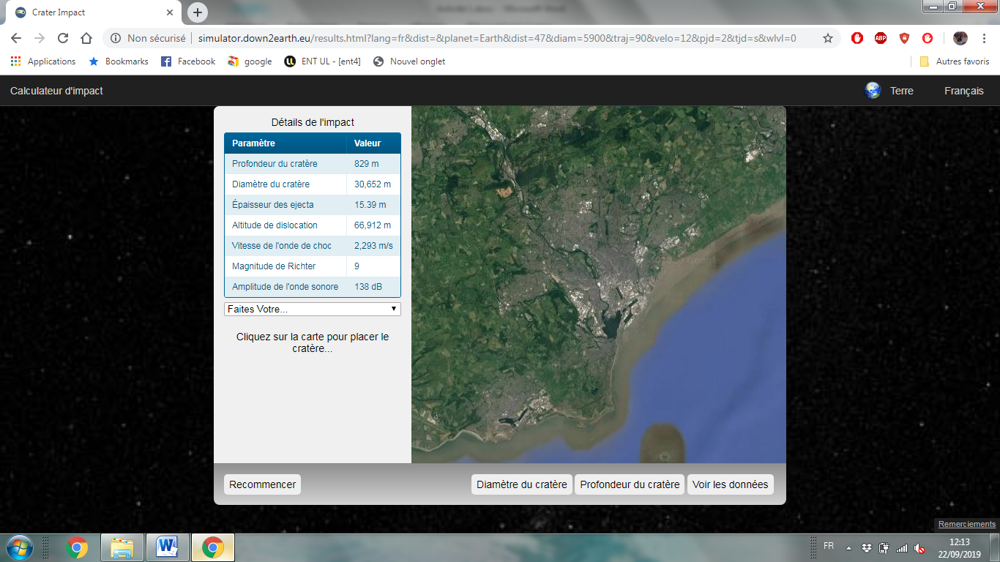 Crater Impact
Non sécurisé simulator.down2earth.eu/results.html?lang=fr&dist=&planet=Earth&dist=47&diam=5900&traj=90&velo=12&pjd=2&tjd=s&wlvl=0
ABP
Applications Bookmarks Facebook google ENT UL - [ent4] Nouvel onglet Autres favoris
Calculateur d'impact Terre Français
Détails de l'impact
Paramètre Valeur
Profondeur du cratère 829 m
Diamètre du cratère 30,652 m
Épaisseur des ejecta 15.39 m
Altitude de dislocation 66,912 m
Vitesse de l'onde de choc 2,293 m/s
Magnitude de Richter 9
Amplitude de l'onde sonore 138 dB
Faites Votre...
Cliquez sur la carte pour placer le
cratère...
Recommencer Diamètre du cratère Profondeur du cratère Voir les données
Remerciements
FR 12:13
22/09/2019